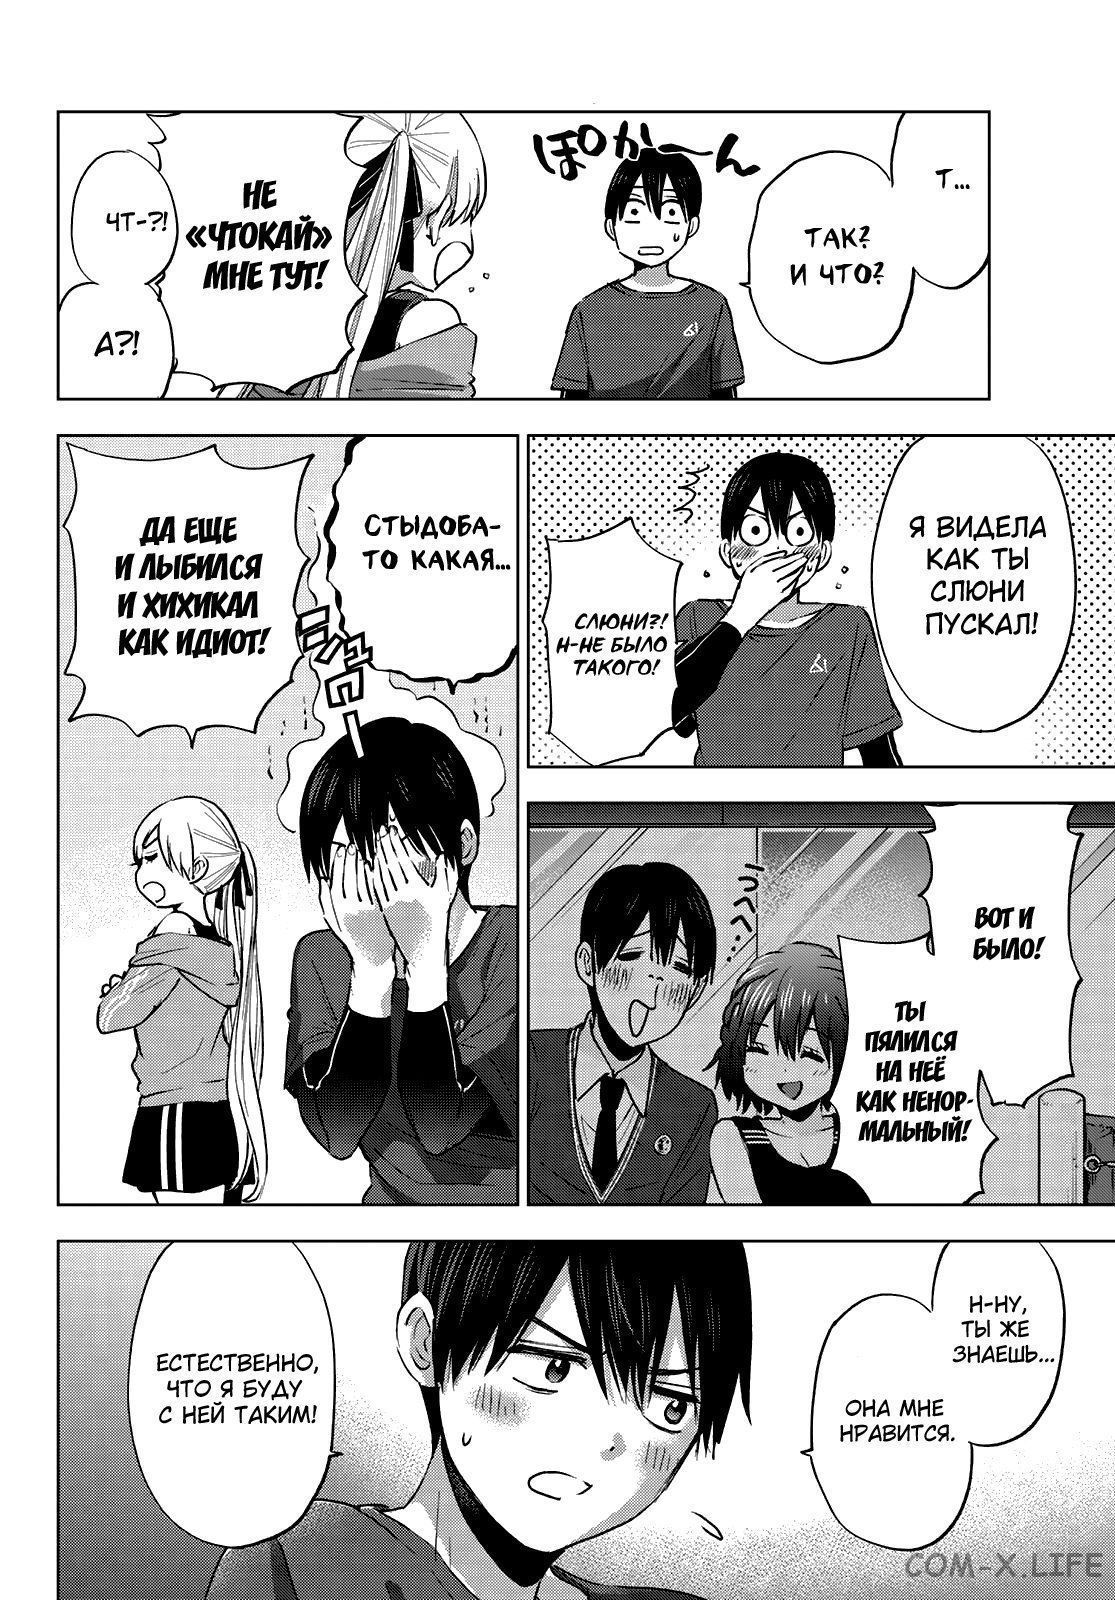 Т...
ТАК?
И ЧТО?
ぽかーん
НЕ
«ЧТОКАЙ»
МНЕ ТУТ!
ЧТ-?!
А?!
Я ВИДЕЛА
КАК ТЫ
СЛЮНИ
ПУСКАЛ!
СЛЮНИ?!
Н-НЕ БЫЛО
ТАКОГО!
ВОТ И
БЫЛО!
ТЫ
ПЯЛИЛСЯ
НА НЕЁ
КАК НЕНОР-
МАЛЬНЫЙ!
СТЫДОБА-
ТО КАКАЯ...
ДА ЕЩЕ
И ЛЫБИЛСЯ
И ХИХИКАЛ
КАК ИДИОТ!
Н-НУ,
ТЫ ЖЕ
ЗНАЕШЬ...
ОНА МНЕ
НРАВИТСЯ.
ЕСТЕСТВЕННО,
ЧТО Я БУДУ
С НЕЙ ТАКИМ!
COM-X.LIFE